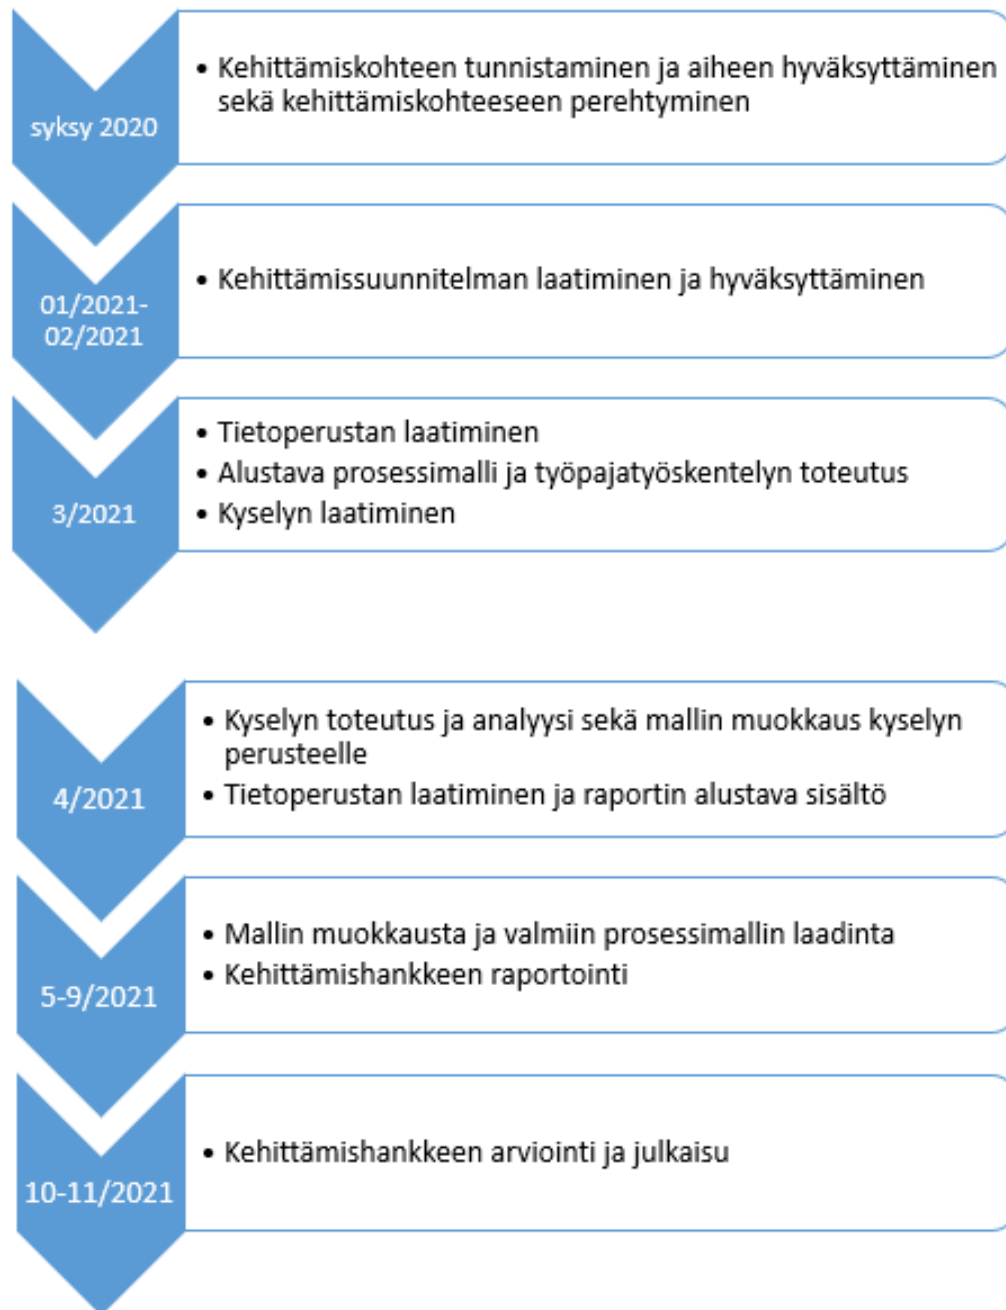 syksy 2020
• Kehittämiskohteen tunnistaminen ja aiheen hyväksyttäminen
sekä kehittämiskohteeseen perehtyminen
01/2021-
02/2021
• Kehittämissuunnitelman laatiminen ja hyväksyttäminen
3/2021
• Tietoperustan laatiminen
• Alustava prosessimalli ja työpajatyöskentelyn toteutus
• Kyselyn laatiminen
4/2021
• Kyselyn toteutus ja analyysi sekä mallin muokkaus kyselyn
perusteelle
• Tietoperustan laatiminen ja raportin alustava sisältö
5-9/2021
• Mallin muokkausta ja valmiin prosessimallin laadinta
• Kehittämishankkeen raportointi
10-11/2021
• Kehittämishankkeen arviointi ja julkaisu